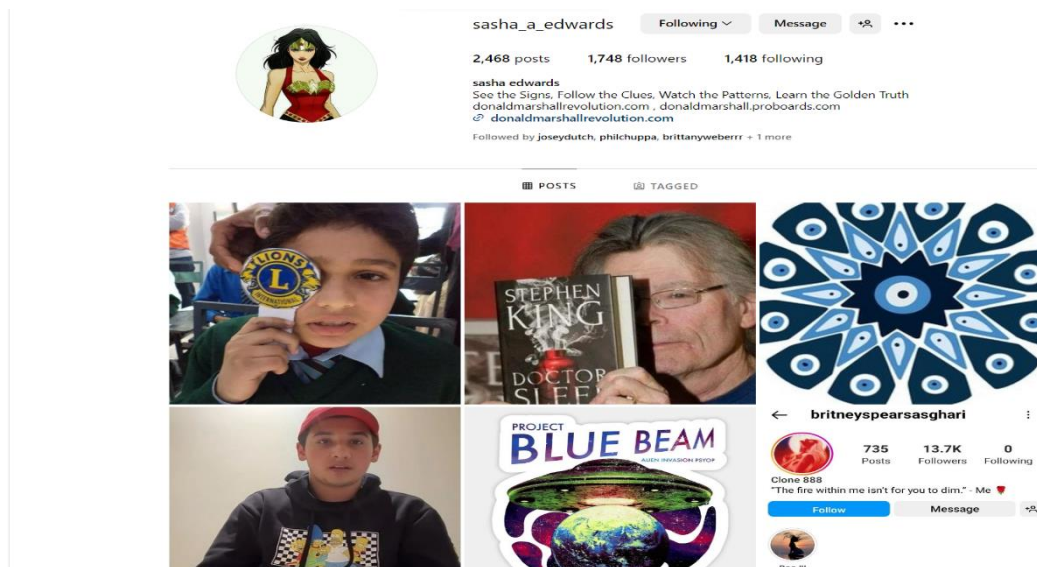 sasha_a_edwards Following Message
2,468 posts 1,748 followers 1,418 following
sasha edwards
See the Signs, Follow the Clues, Watch the Patterns, Learn the Golden Truth
donaldmarshallrevolution.com , donaldmarshall.proboards.com
donaldmarshallrevolution.com
Followed by joseydutch, philchuppa, brittanyweberrr + 1 more
POSTS TAGGED
LIONS
L
INTERNATIONAL
STEPHEN
KING
DOCTOR
SLEEP
PROJECT
BLUE BEAM
ALIEN INVASION PSYOP
britneyspearsasghari
735 13.7K 0
Posts Followers Following
Clone 888
"The fire within me isn't for you to dim." - Me
Follow Message